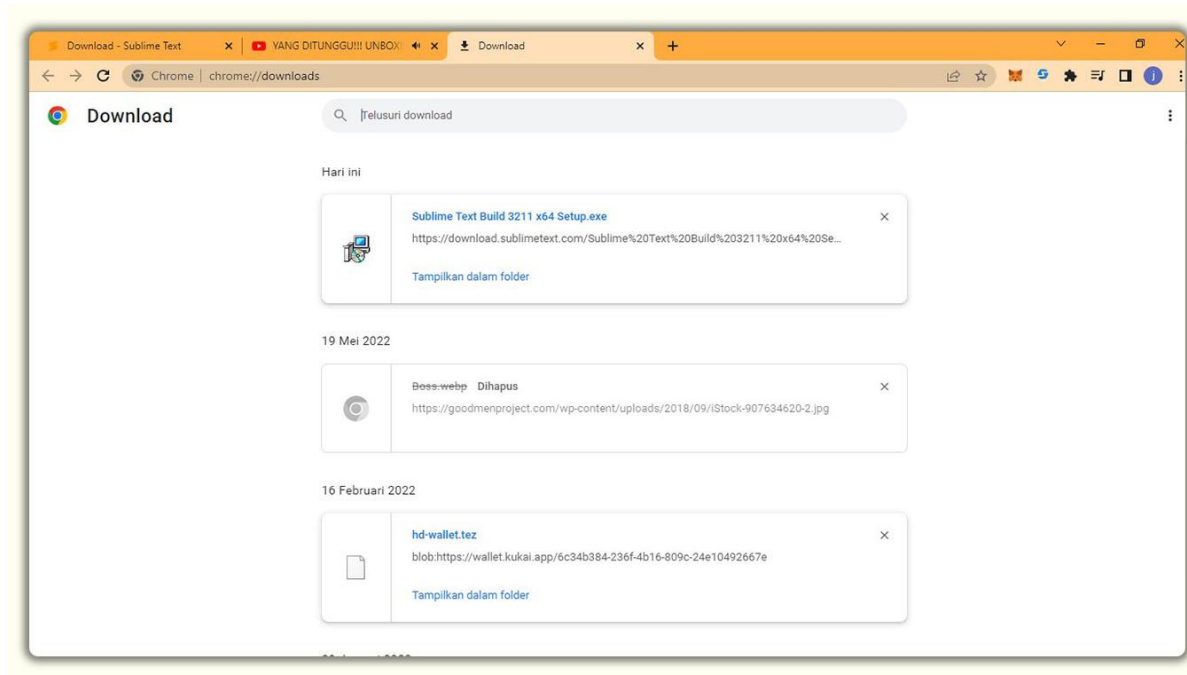 Download - Sublime Text
YANG DITUNGGU!!! UNBOX
Download
Chrome | chrome://downloads
j
Download
Telusuri download
Hari ini
Sublime Text Build 3211 x64 Setup.exe
https://download.sublimetext.com/Sublime%20Text%20Build%203211%20x64%20Se...
Tampilkan dalam folder
19 Mei 2022
Boss.webp Dihapus
https://goodmenproject.com/wp-content/uploads/2018/09/iStock-907634620-2.jpg
16 Februari 2022
hd-wallet.tez
blob:https://wallet.kukai.app/6c34b384-236f-4b16-809c-24e10492667e
Tampilkan dalam folder